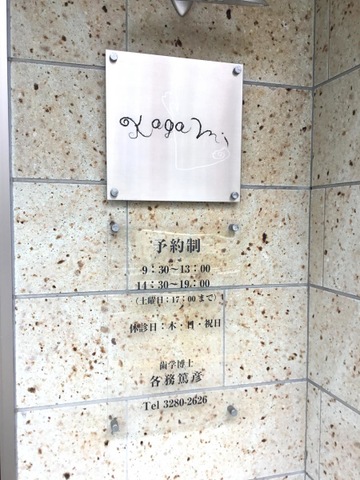 Kagami
予約制
9：30〜13：00
14：30〜19：00
（土曜日：17：00まで）
休診日：木・日・祝日
歯学博士
各務篤彦
Tel 3280-2626